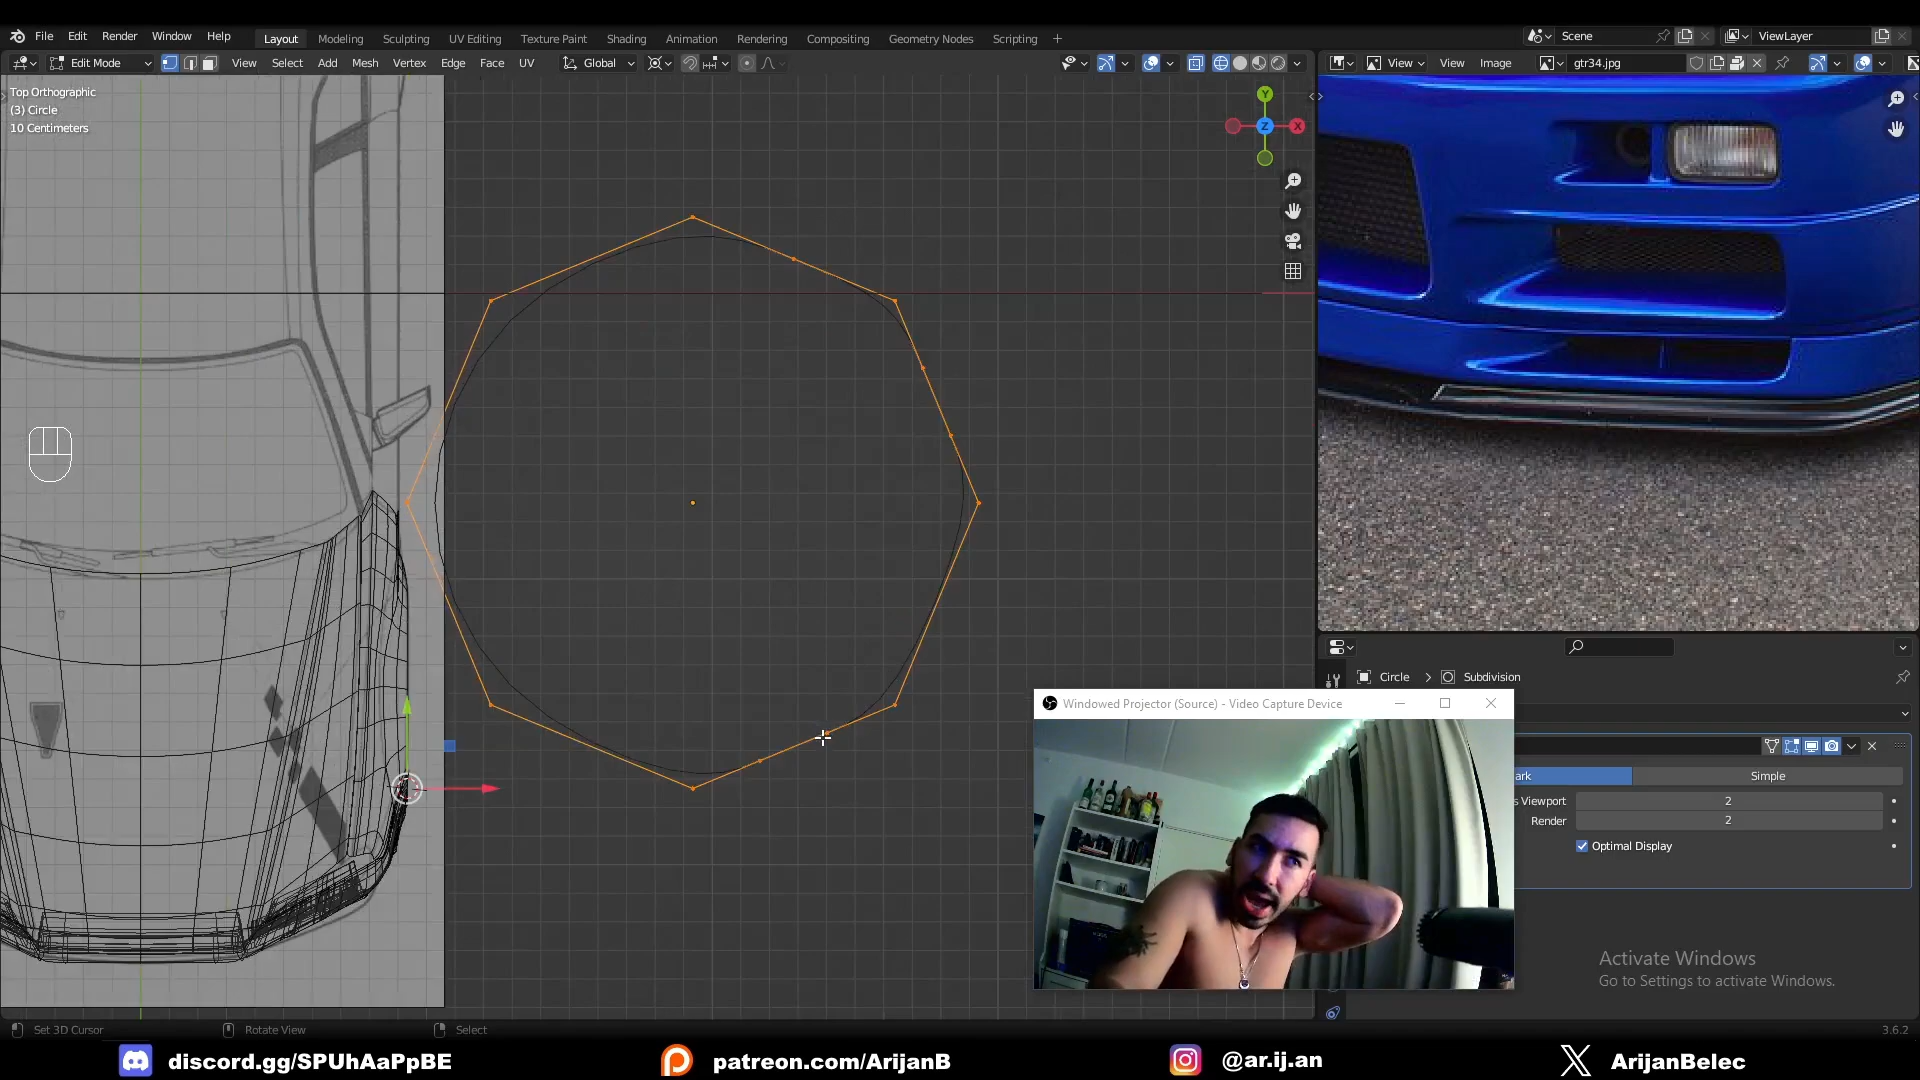 File Edit Render Window Help Layout Modeling Sculpting UV Editing Texture Paint Shading Animation Rendering Compositing Geometry Nodes Scripting + Scene ViewLayer
Edit Mode View Select Add Mesh Vertex Edge Face UV Global View View Image gtr34.jpg
Top Orthographic
(3) Circle
10 Centimeters
Y
Z
X
Circle > Subdivision
Windowed Projector (Source) - Video Capture Device
ark Simple
s Viewport 2
Render 2
Optimal Display
Activate Windows
Go to Settings to activate Windows.
Set 3D Cursor Rotate View Select 3.6.2
discord.gg/SPUhAaPpBE patreon.com/ArijanB @ar.ij.an ArijanBelec